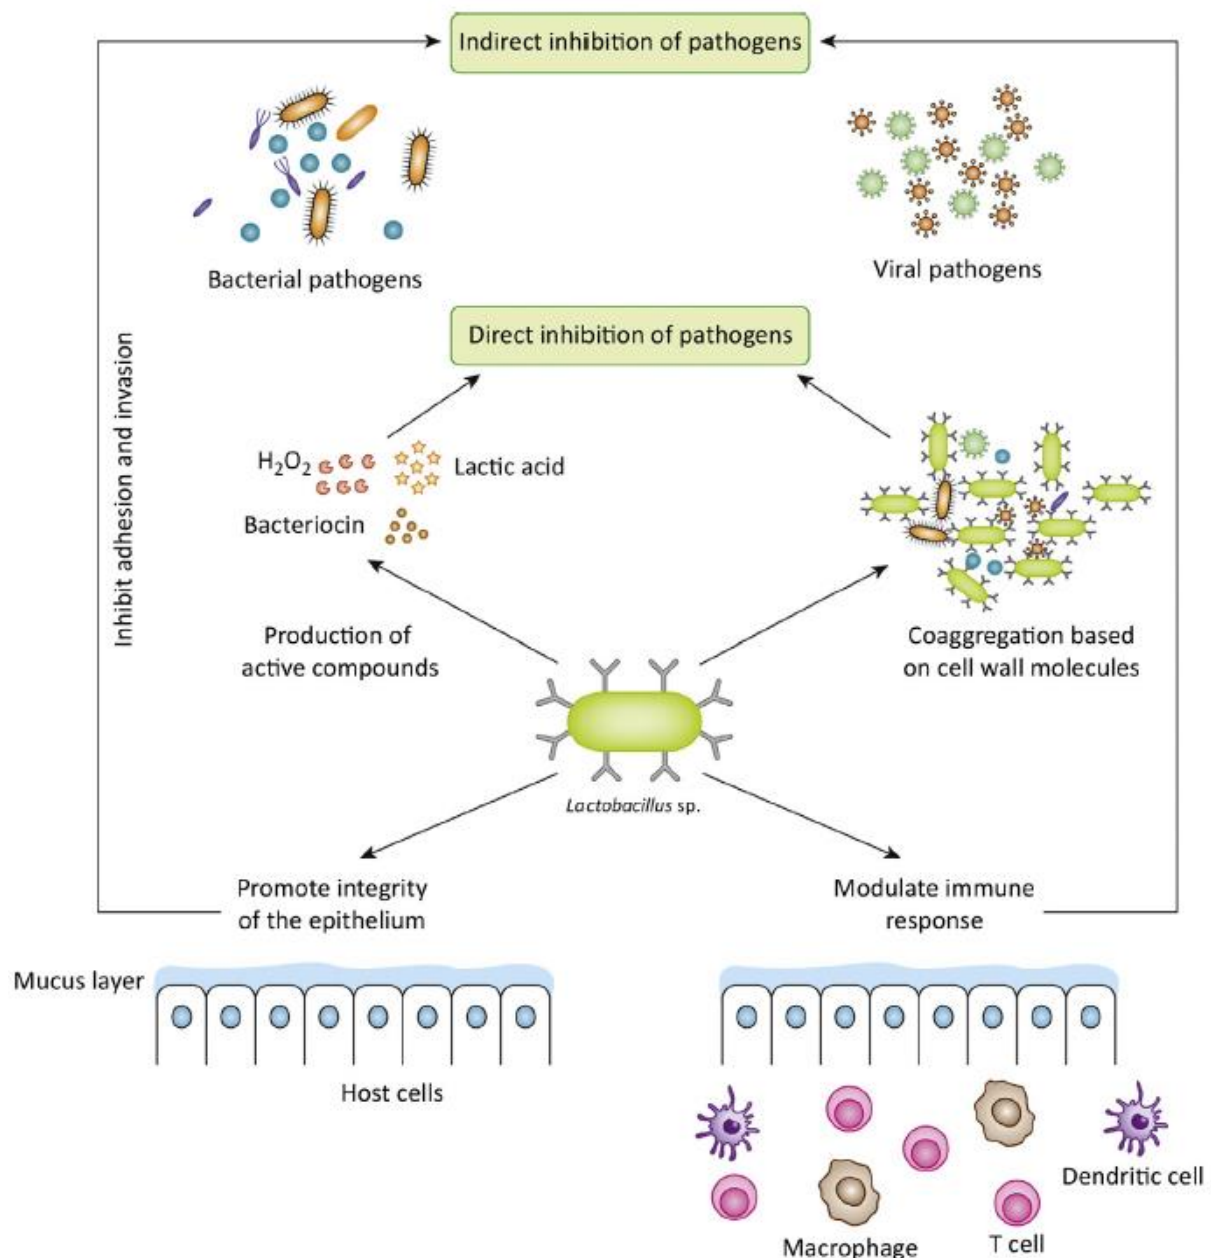 Indirect inhibition of pathogens
Bacterial pathogens
Viral pathogens
Direct inhibition of pathogens
Inhibit adhesion and invasion
H₂O₂
Lactic acid
Bacteriocin
Production of
active compounds
Coaggregation based
on cell wall molecules
Lactobacillus sp.
Promote integrity
of the epithelium
Modulate immune
response
Mucus layer
Host cells
Dendritic cell
Macrophage
T cell